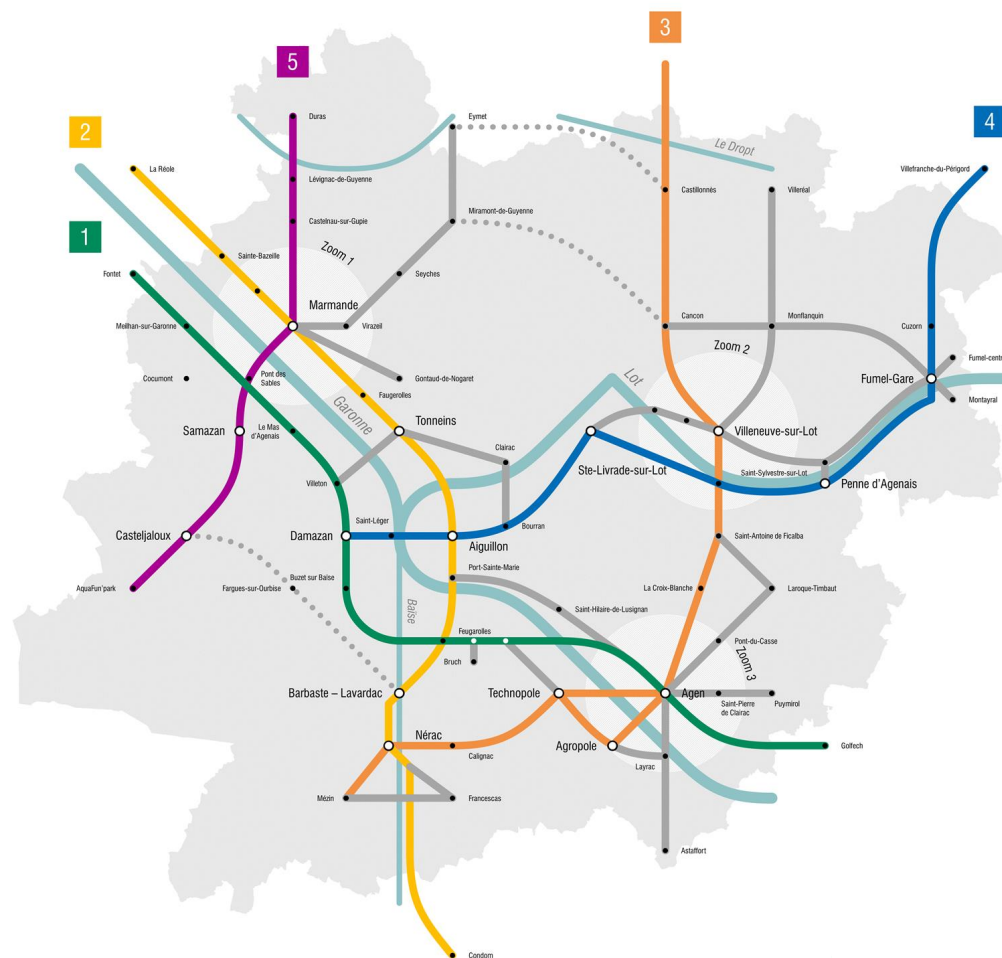 3
5
Duras
Eymet
4
2
Le Dropt
La Réole
Villefranche-du-Périgord
Lévignac-de-Guyenne
Castillonnès
Villeréal
Castelnau-sur-Gupie
Miramont-de-Guyenne
1
Zoom 1
Sainte-Bazeille
Fontet
Seyches
Marmande
Meilhan-sur-Garonne
Virazeil
Cancon
Monflanquin
Cuzorn
Zoom 2
Fumel-centre
Cocumont
Pont des
Sables
Gontaud-de-Nogaret
Lot
Fumel-Gare
Faugerolles
Montayral
Garonne
Tonneins
Samazan
Le Mas
d'Agenais
Villeneuve-sur-Lot
Clairac
Ste-Livrade-sur-Lot
Saint-Sylvestre-sur-Lot
Villeton
Penne d'Agenais
Saint-Léger
Bourran
Casteljaloux
Damazan
Saint-Antoine de Ficalba
Aiguillon
Port-Sainte-Marie
Buzet sur Baïse
AquaFun'park
Fargues-sur-Ourbise
La Croix-Blanche
Laroque-Timbaut
Baïse
Saint-Hilaire-de-Lusignan
Feugarolles
Pont-du-Casse
Bruch
Zoom 3
Barbaste – Lavardac
Technopole
Agen
Saint-Pierre
de Clairac
Puymirol
Nérac
Calignac
Agropole
Golfech
Layrac
Mézin
Francescas
Astaffort
Condom